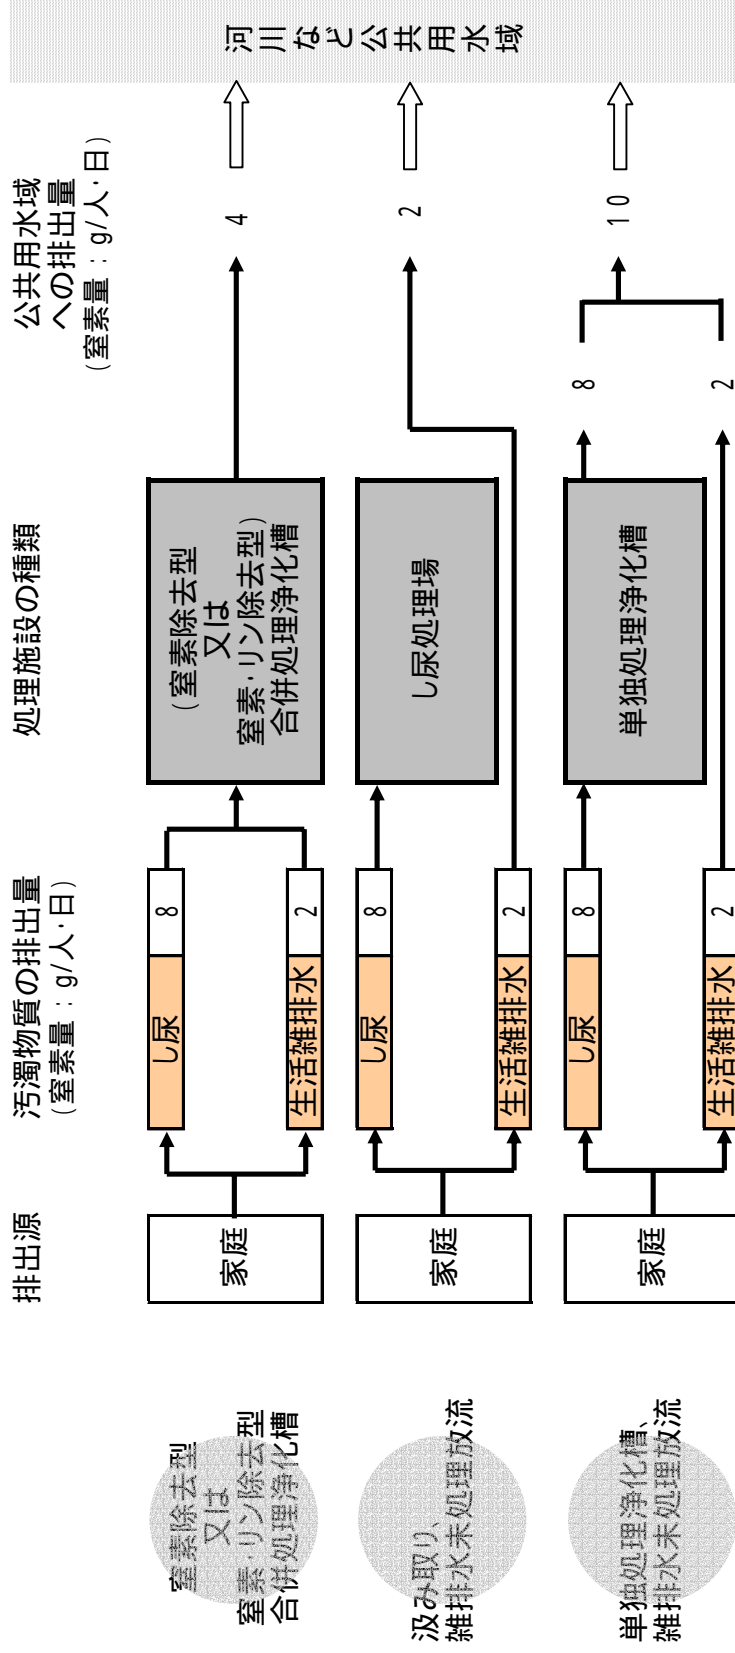 排出源
汚濁物質の排出量
(窒素量：g/人・日)
処理施設の種類
公共用水域
への排出量
(窒素量：g/人・日)
窒素除去型
又は
窒素・リン除去型
合併処理浄化槽
家庭
し尿 8
生活雑排水 2
(窒素除去型
又は
窒素・リン除去型)
合併処理浄化槽
4
汲み取り、
雑排水未処理放流
家庭
し尿 8
生活雑排水 2
し尿処理場
2
単独処理浄化槽、
雑排水未処理放流
家庭
し尿 8
生活雑排水 2
単独処理浄化槽
8
2
10
河川など公共用水域